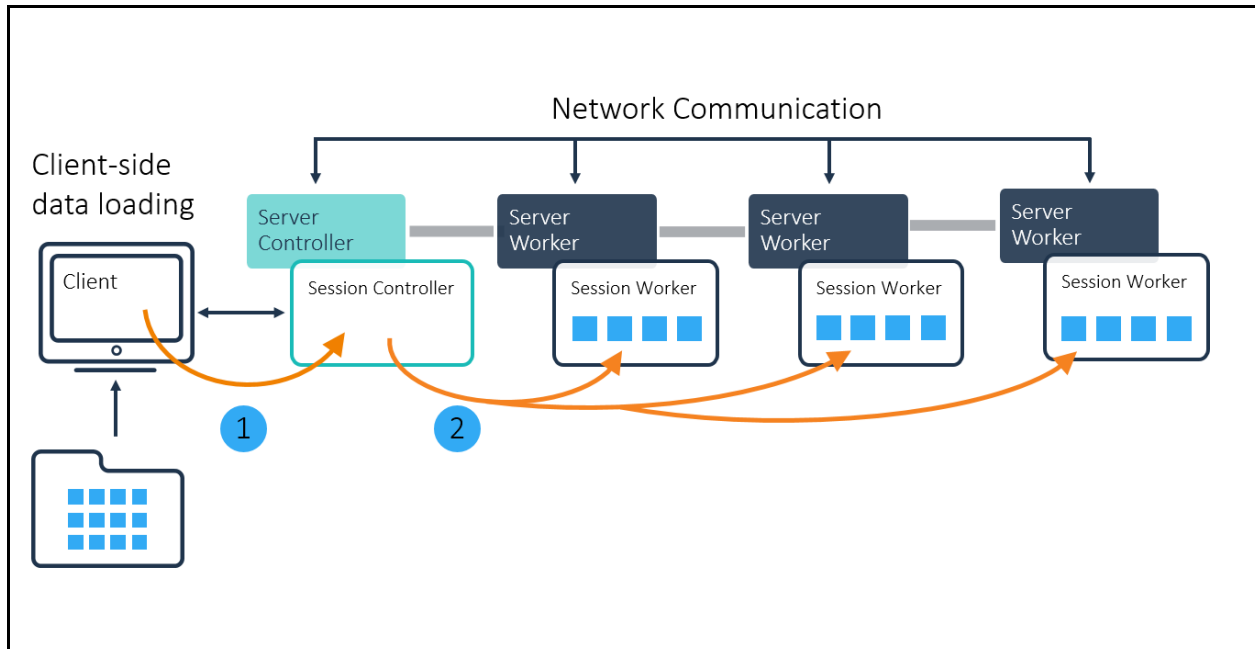 Network Communication
Client-side
data loading
Server
Controller
Server
Worker
Server
Worker
Server
Worker
Client
Session Controller
Session Worker
Session Worker
Session Worker
1
2